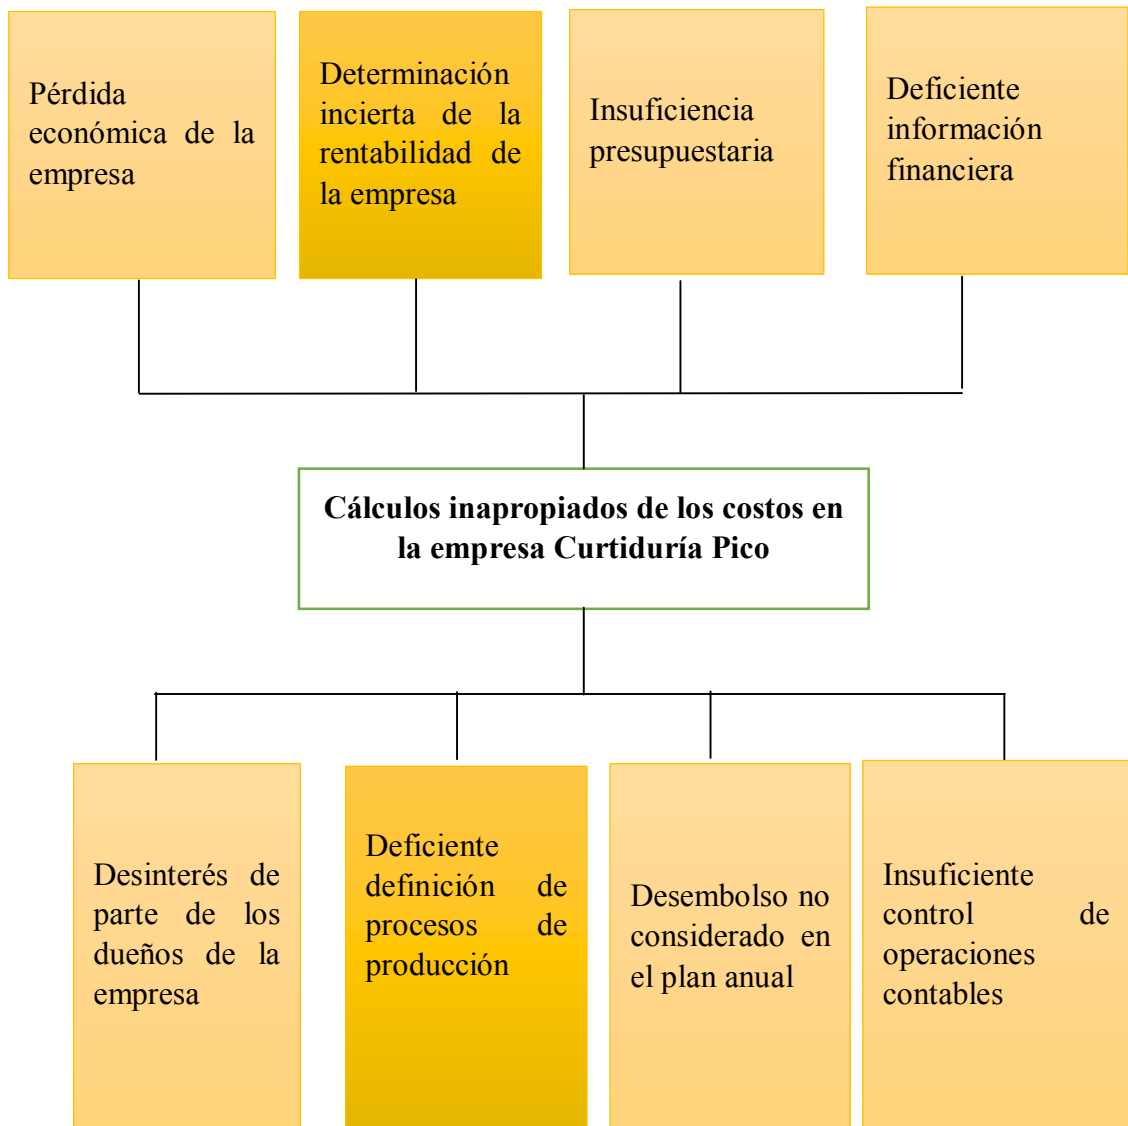 Pérdida
económica de la
empresa
Determinación
incierta de la
rentabilidad de
la empresa
Insuficiencia
presupuestaria
Deficiente
información
financiera
Cálculos inapropiados de los costos en
la empresa Curtiduría Pico
Desinterés de
parte de los
dueños de la
empresa
Deficiente
definición de
procesos de
producción
Desembolso no
considerado en
el plan anual
Insuficiente
control de
operaciones
contables